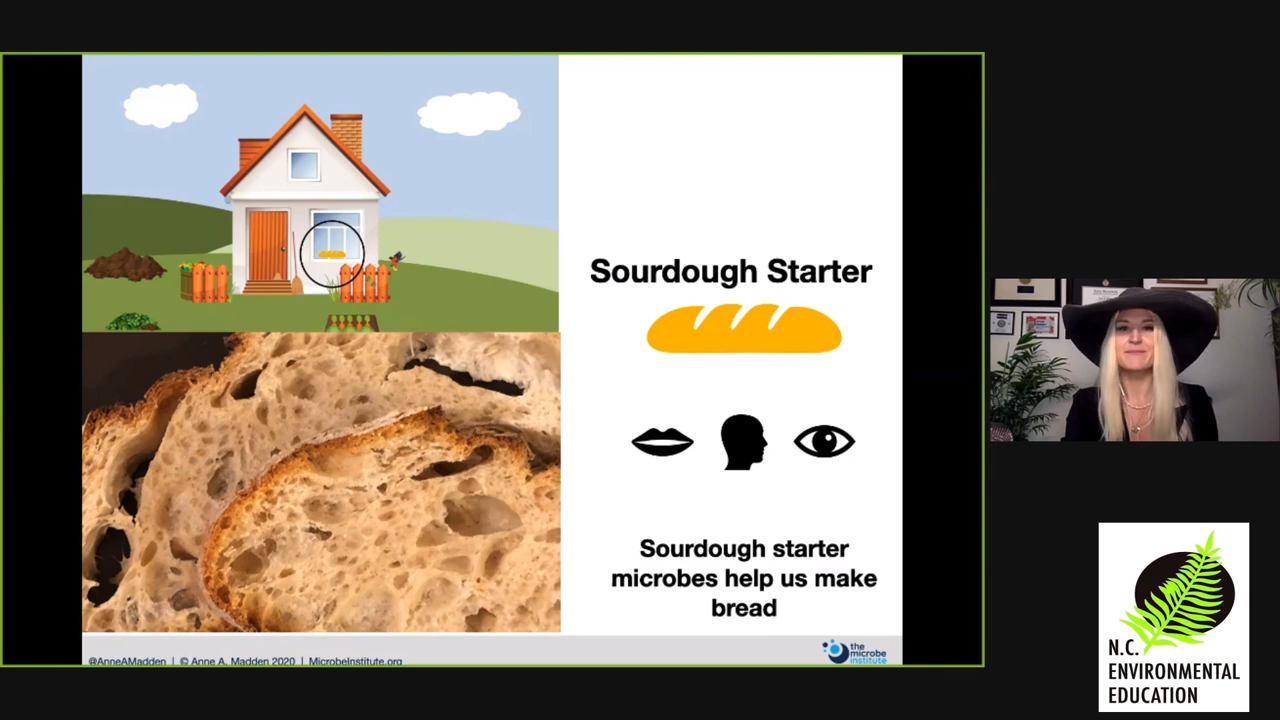 Sourdough Starter
Sourdough starter
microbes help us make
bread
@AnneAMadden | © Anne A. Madden 2020 | MicrobeInstitute.org
the
microbe
institute
N.C.
ENVIRONMENTAL
EDUCATION